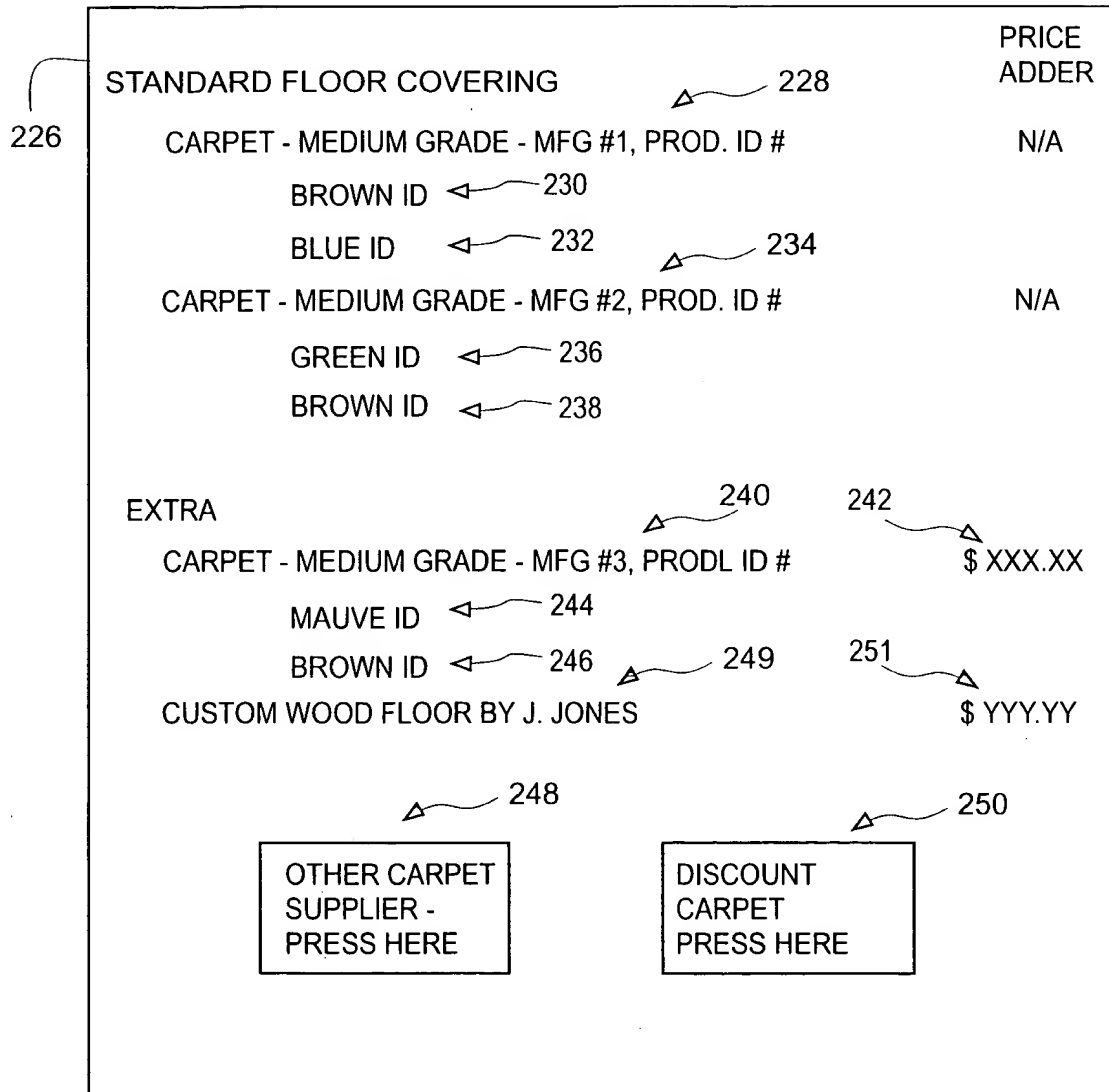 PRICE
ADDER
STANDARD FLOOR COVERING
228
226
CARPET - MEDIUM GRADE - MFG #1, PROD. ID # N/A
BROWN ID 230
BLUE ID 232
234
CARPET - MEDIUM GRADE - MFG #2, PROD. ID # N/A
GREEN ID 236
BROWN ID 238
EXTRA
240
242
CARPET - MEDIUM GRADE - MFG #3, PRODL ID # $ XXX.XX
MAUVE ID 244
BROWN ID 246
249
251
CUSTOM WOOD FLOOR BY J. JONES $ YYY.YY
248
250
OTHER CARPET
SUPPLIER -
PRESS HERE
DISCOUNT
CARPET
PRESS HERE